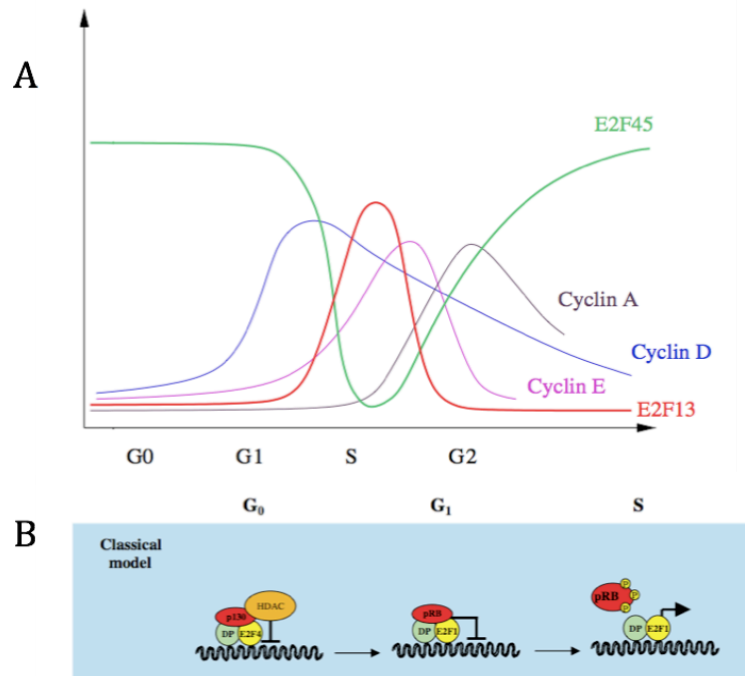 A
E2F45
Cyclin A
Cyclin D
Cyclin E
E2F13
G0 G1 S G2
G₀ G₁ S
B
Classical
model
p130 HDAC
DP E2F4
pRB
DP E2F1
pRB P P P
DP E2F1